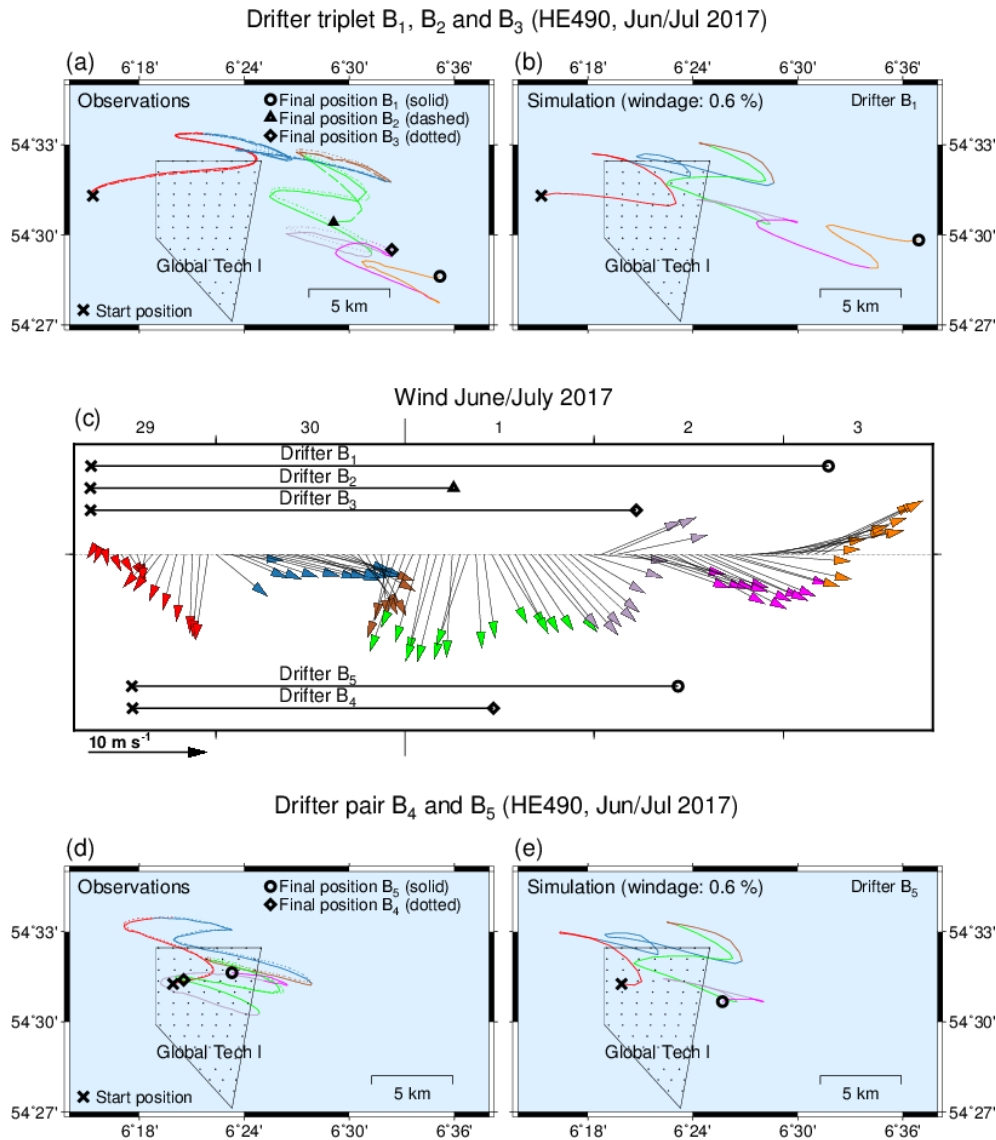 Drifter triplet B₁, B₂ and B₃ (HE490, Jun/Jul 2017)
(a)
6˚18' 6˚24' 6˚30' 6˚36'
Observations
Final position B₁ (solid)
Final position B₂ (dashed)
Final position B₃ (dotted)
54˚33'
54˚30'
54˚27'
Global Tech I
5 km
Start position
(b)
6˚18' 6˚24' 6˚30' 6˚36'
Simulation (windage: 0.6 %)
Drifter B₁
54˚33'
54˚30'
54˚27'
Global Tech I
5 km
Wind June/July 2017
(c)
29 30 1 2 3
Drifter B₁
Drifter B₂
Drifter B₃
Drifter B₅
Drifter B₄
10 m s⁻¹
Drifter pair B₄ and B₅ (HE490, Jun/Jul 2017)
(d)
Observations
Final position B₅ (solid)
Final position B₄ (dotted)
54˚33'
54˚30'
54˚27'
Global Tech I
5 km
Start position
6˚18' 6˚24' 6˚30' 6˚36'
(e)
Simulation (windage: 0.6 %)
Drifter B₅
54˚33'
54˚30'
54˚27'
Global Tech I
5 km
6˚18' 6˚24' 6˚30' 6˚36'